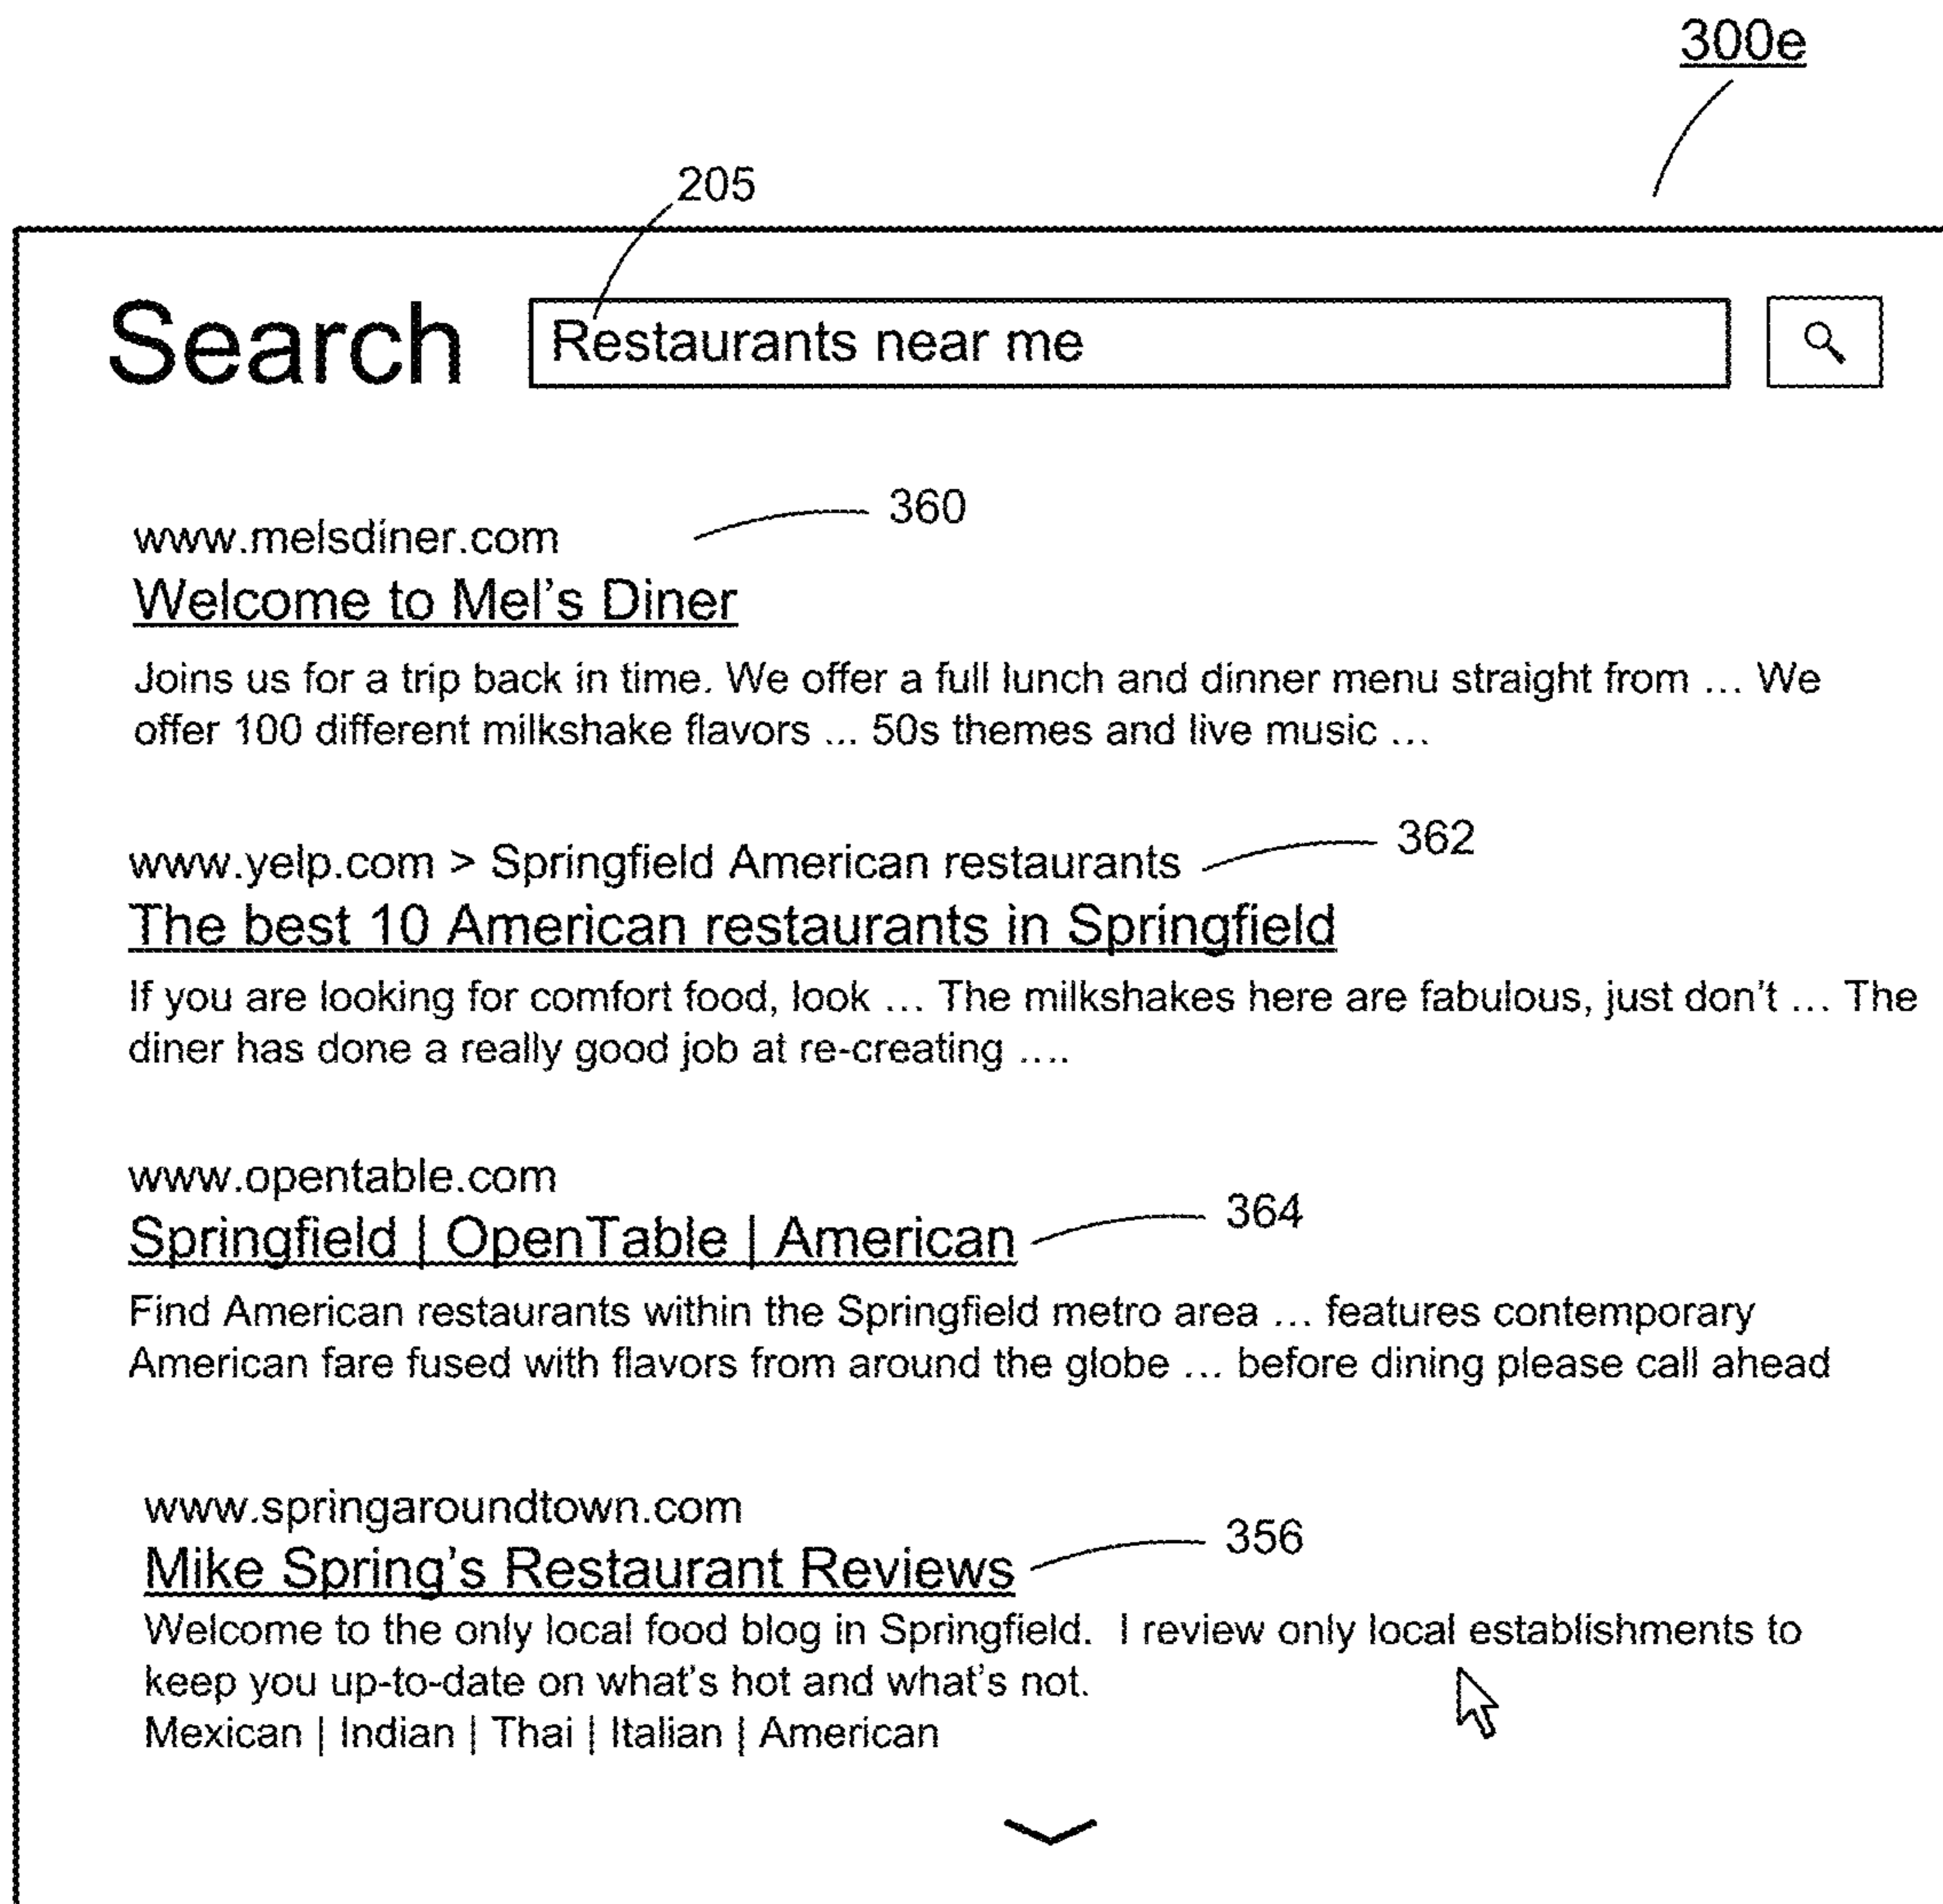 300e
205
Search
Restaurants near me
360
www.melsdiner.com
Welcome to Mel's Diner
Joins us for a trip back in time. We offer a full lunch and dinner menu straight from ... We
offer 100 different milkshake flavors ... 50s themes and live music ...
362
www.yelp.com > Springfield American restaurants
The best 10 American restaurants in Springfield
If you are looking for comfort food, look ... The milkshakes here are fabulous, just don't ... The
diner has done a really good job at re-creating ....
www.opentable.com
364
Springfield | OpenTable | American
Find American restaurants within the Springfield metro area ... features contemporary
American fare fused with flavors from around the globe ... before dining please call ahead
www.springaroundtown.com
356
Mike Spring's Restaurant Reviews
Welcome to the only local food blog in Springfield.  I review only local establishments to
keep you up-to-date on what's hot and what's not.
Mexican | Indian | Thai | Italian | American